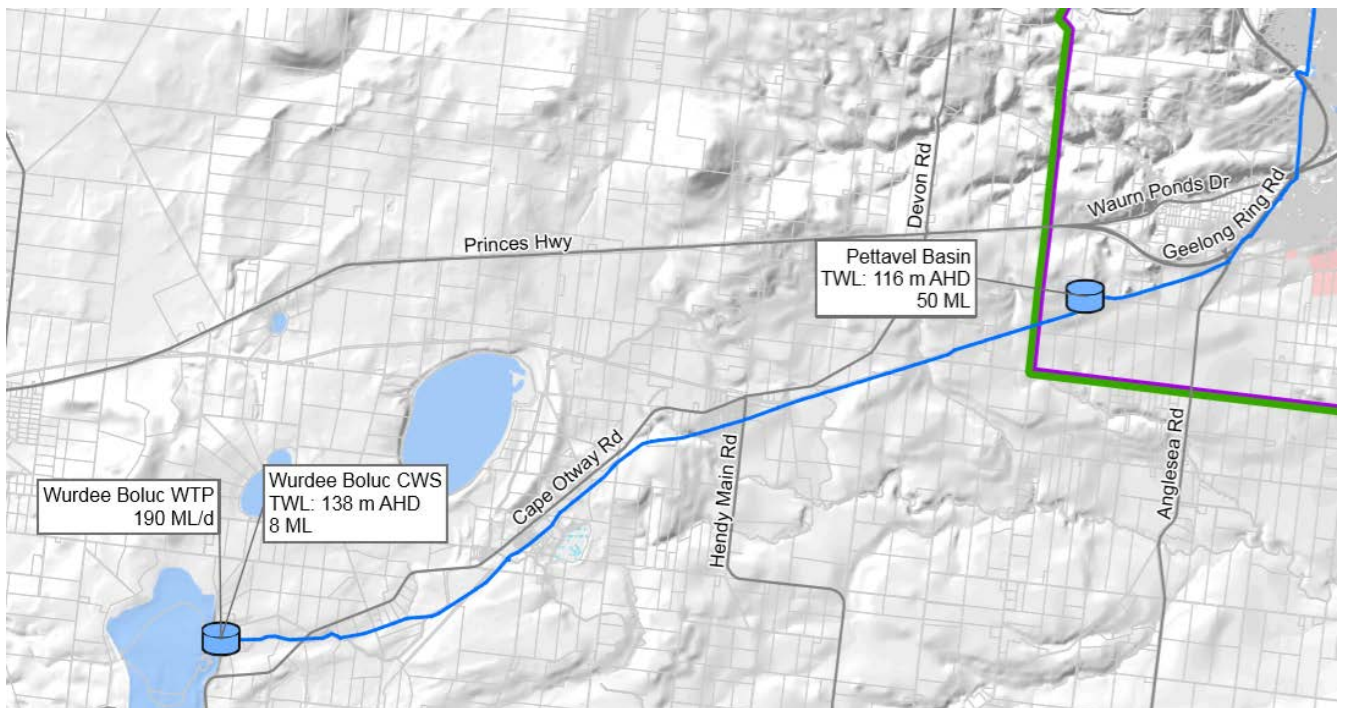 Devon Rd
Waurn Ponds Dr
Geelong Ring Rd
Princes Hwy
Pettavel Basin
TWL: 116 m AHD
50 ML
Cape Otway Rd
Hendy Main Rd
Anglesea Rd
Wurdee Boluc WTP
190 ML/d
Wurdee Boluc CWS
TWL: 138 m AHD
8 ML